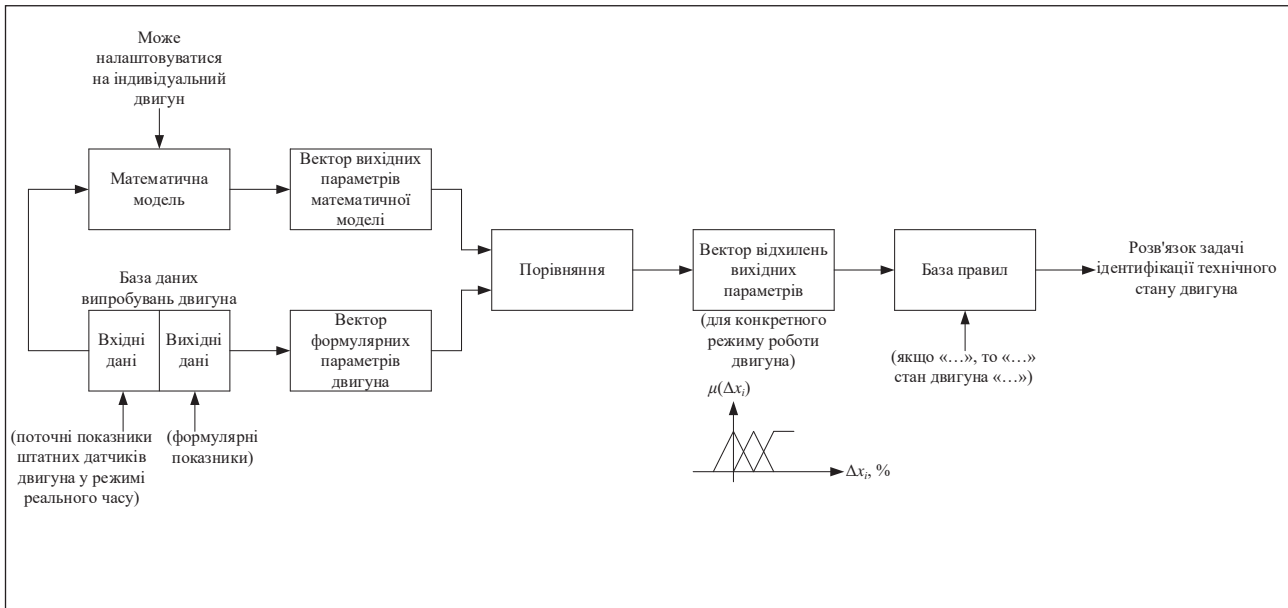 Може
налаштовуватися
на індивідуальний
двигун
Математична
модель
Вектор вихідних
параметрів
математичної
моделі
База даних
випробувань двигуна
Вхідні
дані
Вихідні
дані
Вектор
формулярних
параметрів
двигуна
(поточні показники
штатних датчиків
двигуна у режимі
реального часу)
(формулярні
показники)
Порівняння
Вектор відхилень
вихідних
параметрів
(для конкретного
режиму роботи
двигуна)
μ(Δxᵢ)
Δxᵢ, %
База правил
(якщо «…», то «…»
стан двигуна «…»)
Розв'язок задачі
ідентифікації технічного
стану двигуна